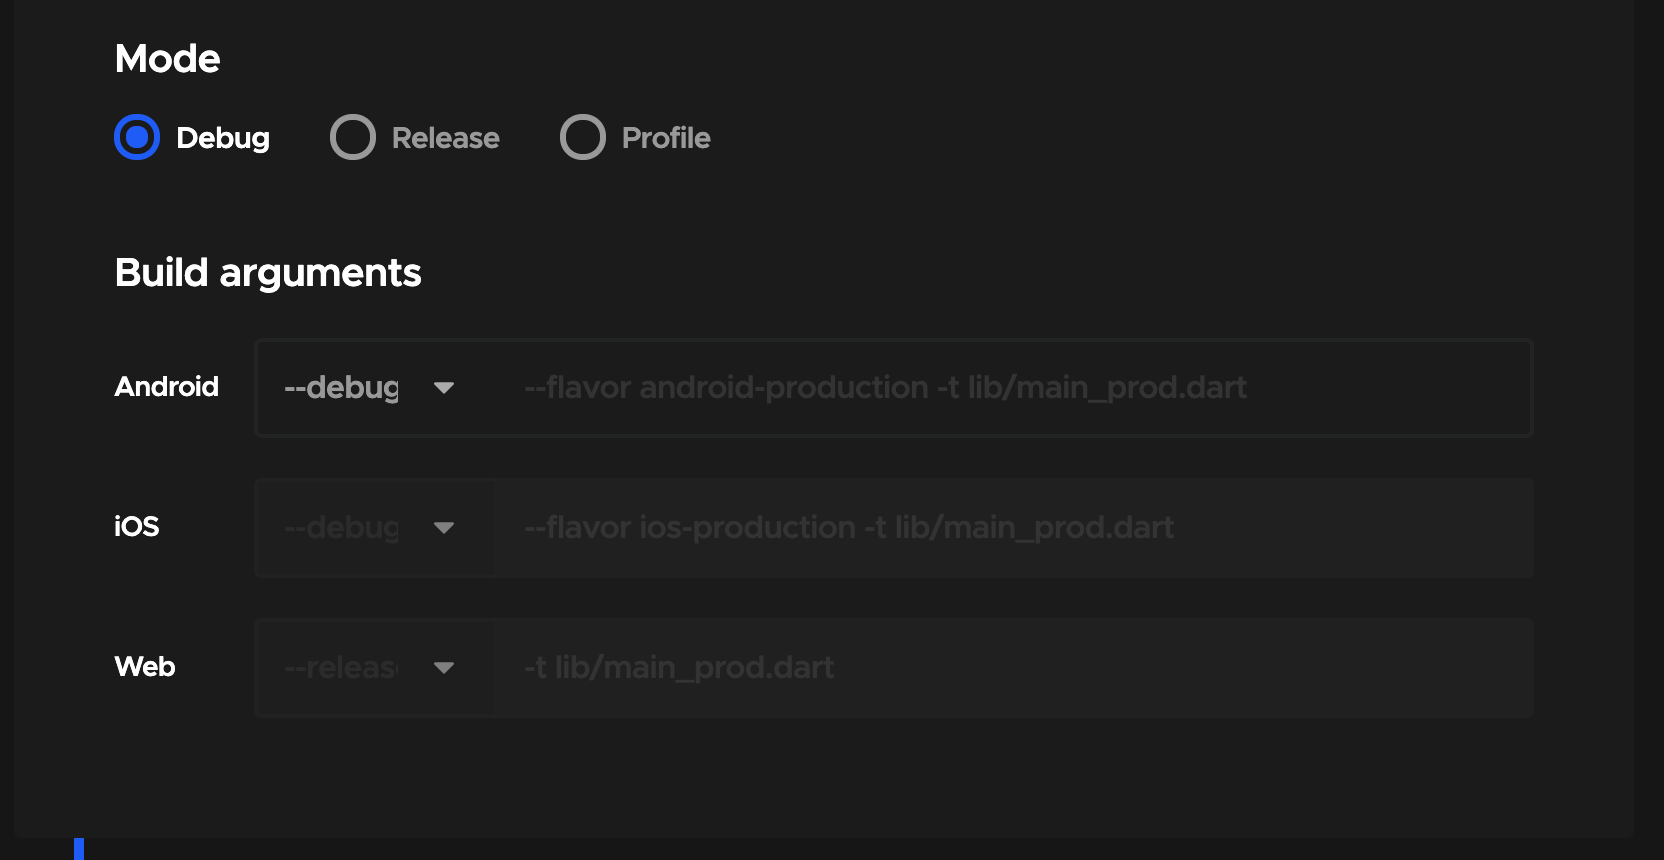 Mode
Debug Release Profile
Build arguments
Android --debug --flavor android-production -t lib/main_prod.dart
iOS --debug --flavor ios-production -t lib/main_prod.dart
Web --release -t lib/main_prod.dart